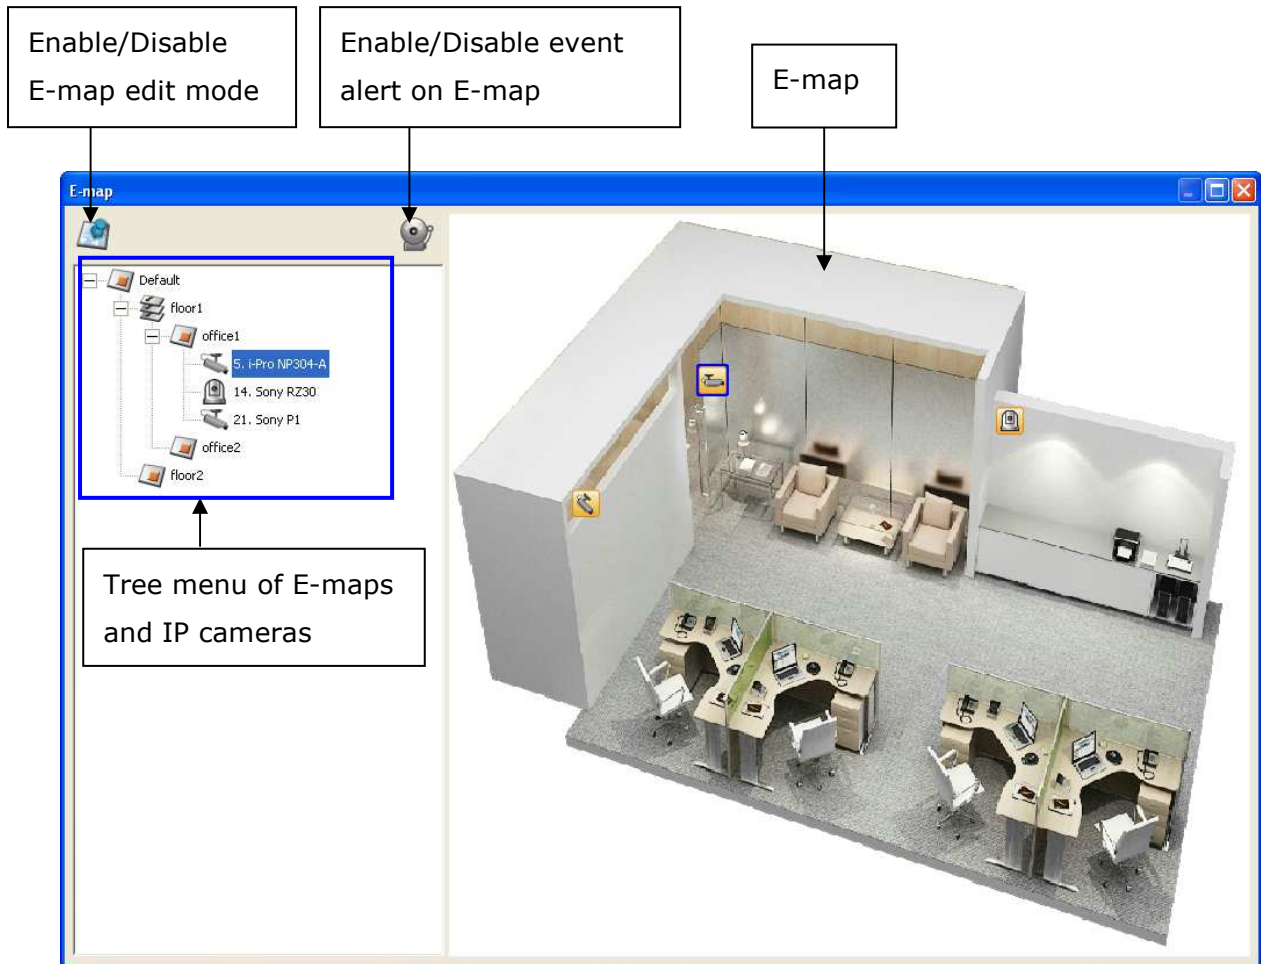 Enable/Disable
E-map edit mode
Enable/Disable event
alert on E-map
E-map
E-map
Default
floor1
office1
5. i-Pro NP304-A
14. Sony RZ30
21. Sony P1
office2
floor2
Tree menu of E-maps
and IP cameras